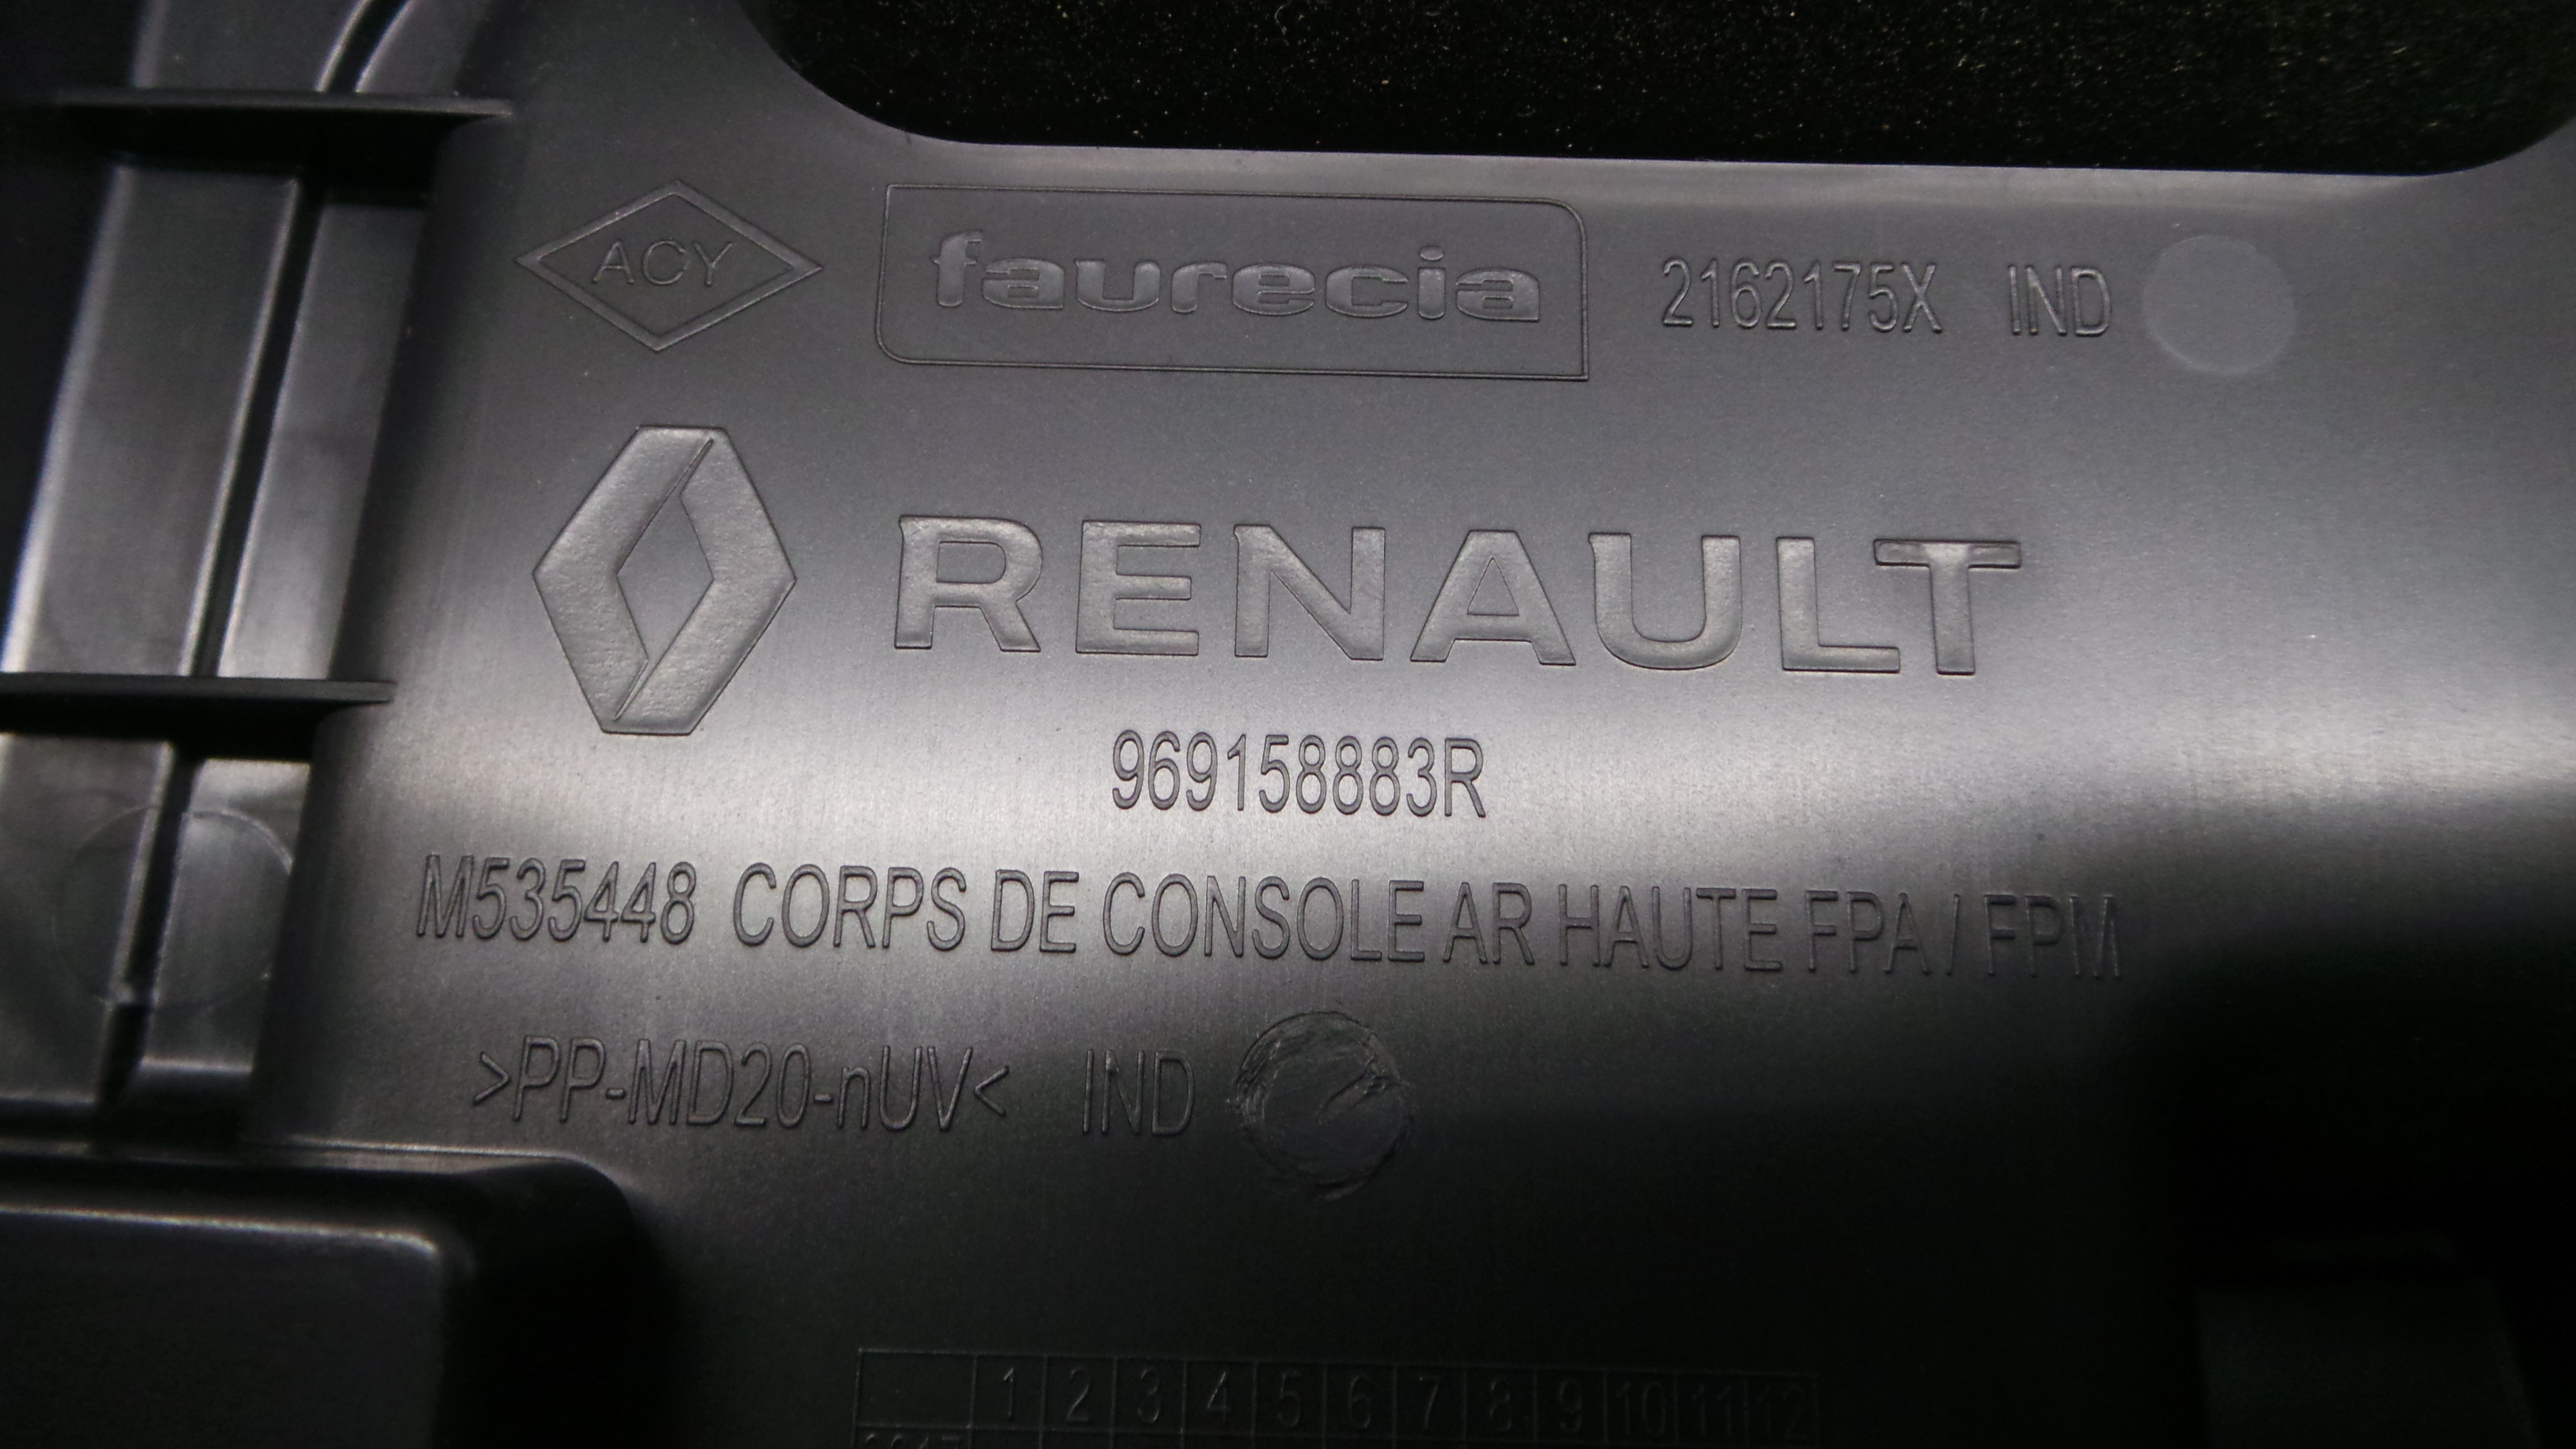 ACY faurecia 2162175X IND
RENAULT
969158883R
M535448 CORPS DE CONSOLE AR HAUTE FPA / FPM
>PP-MD20-nUV< IND
1 2 3 4 5 6 7 8 9 10 11 12